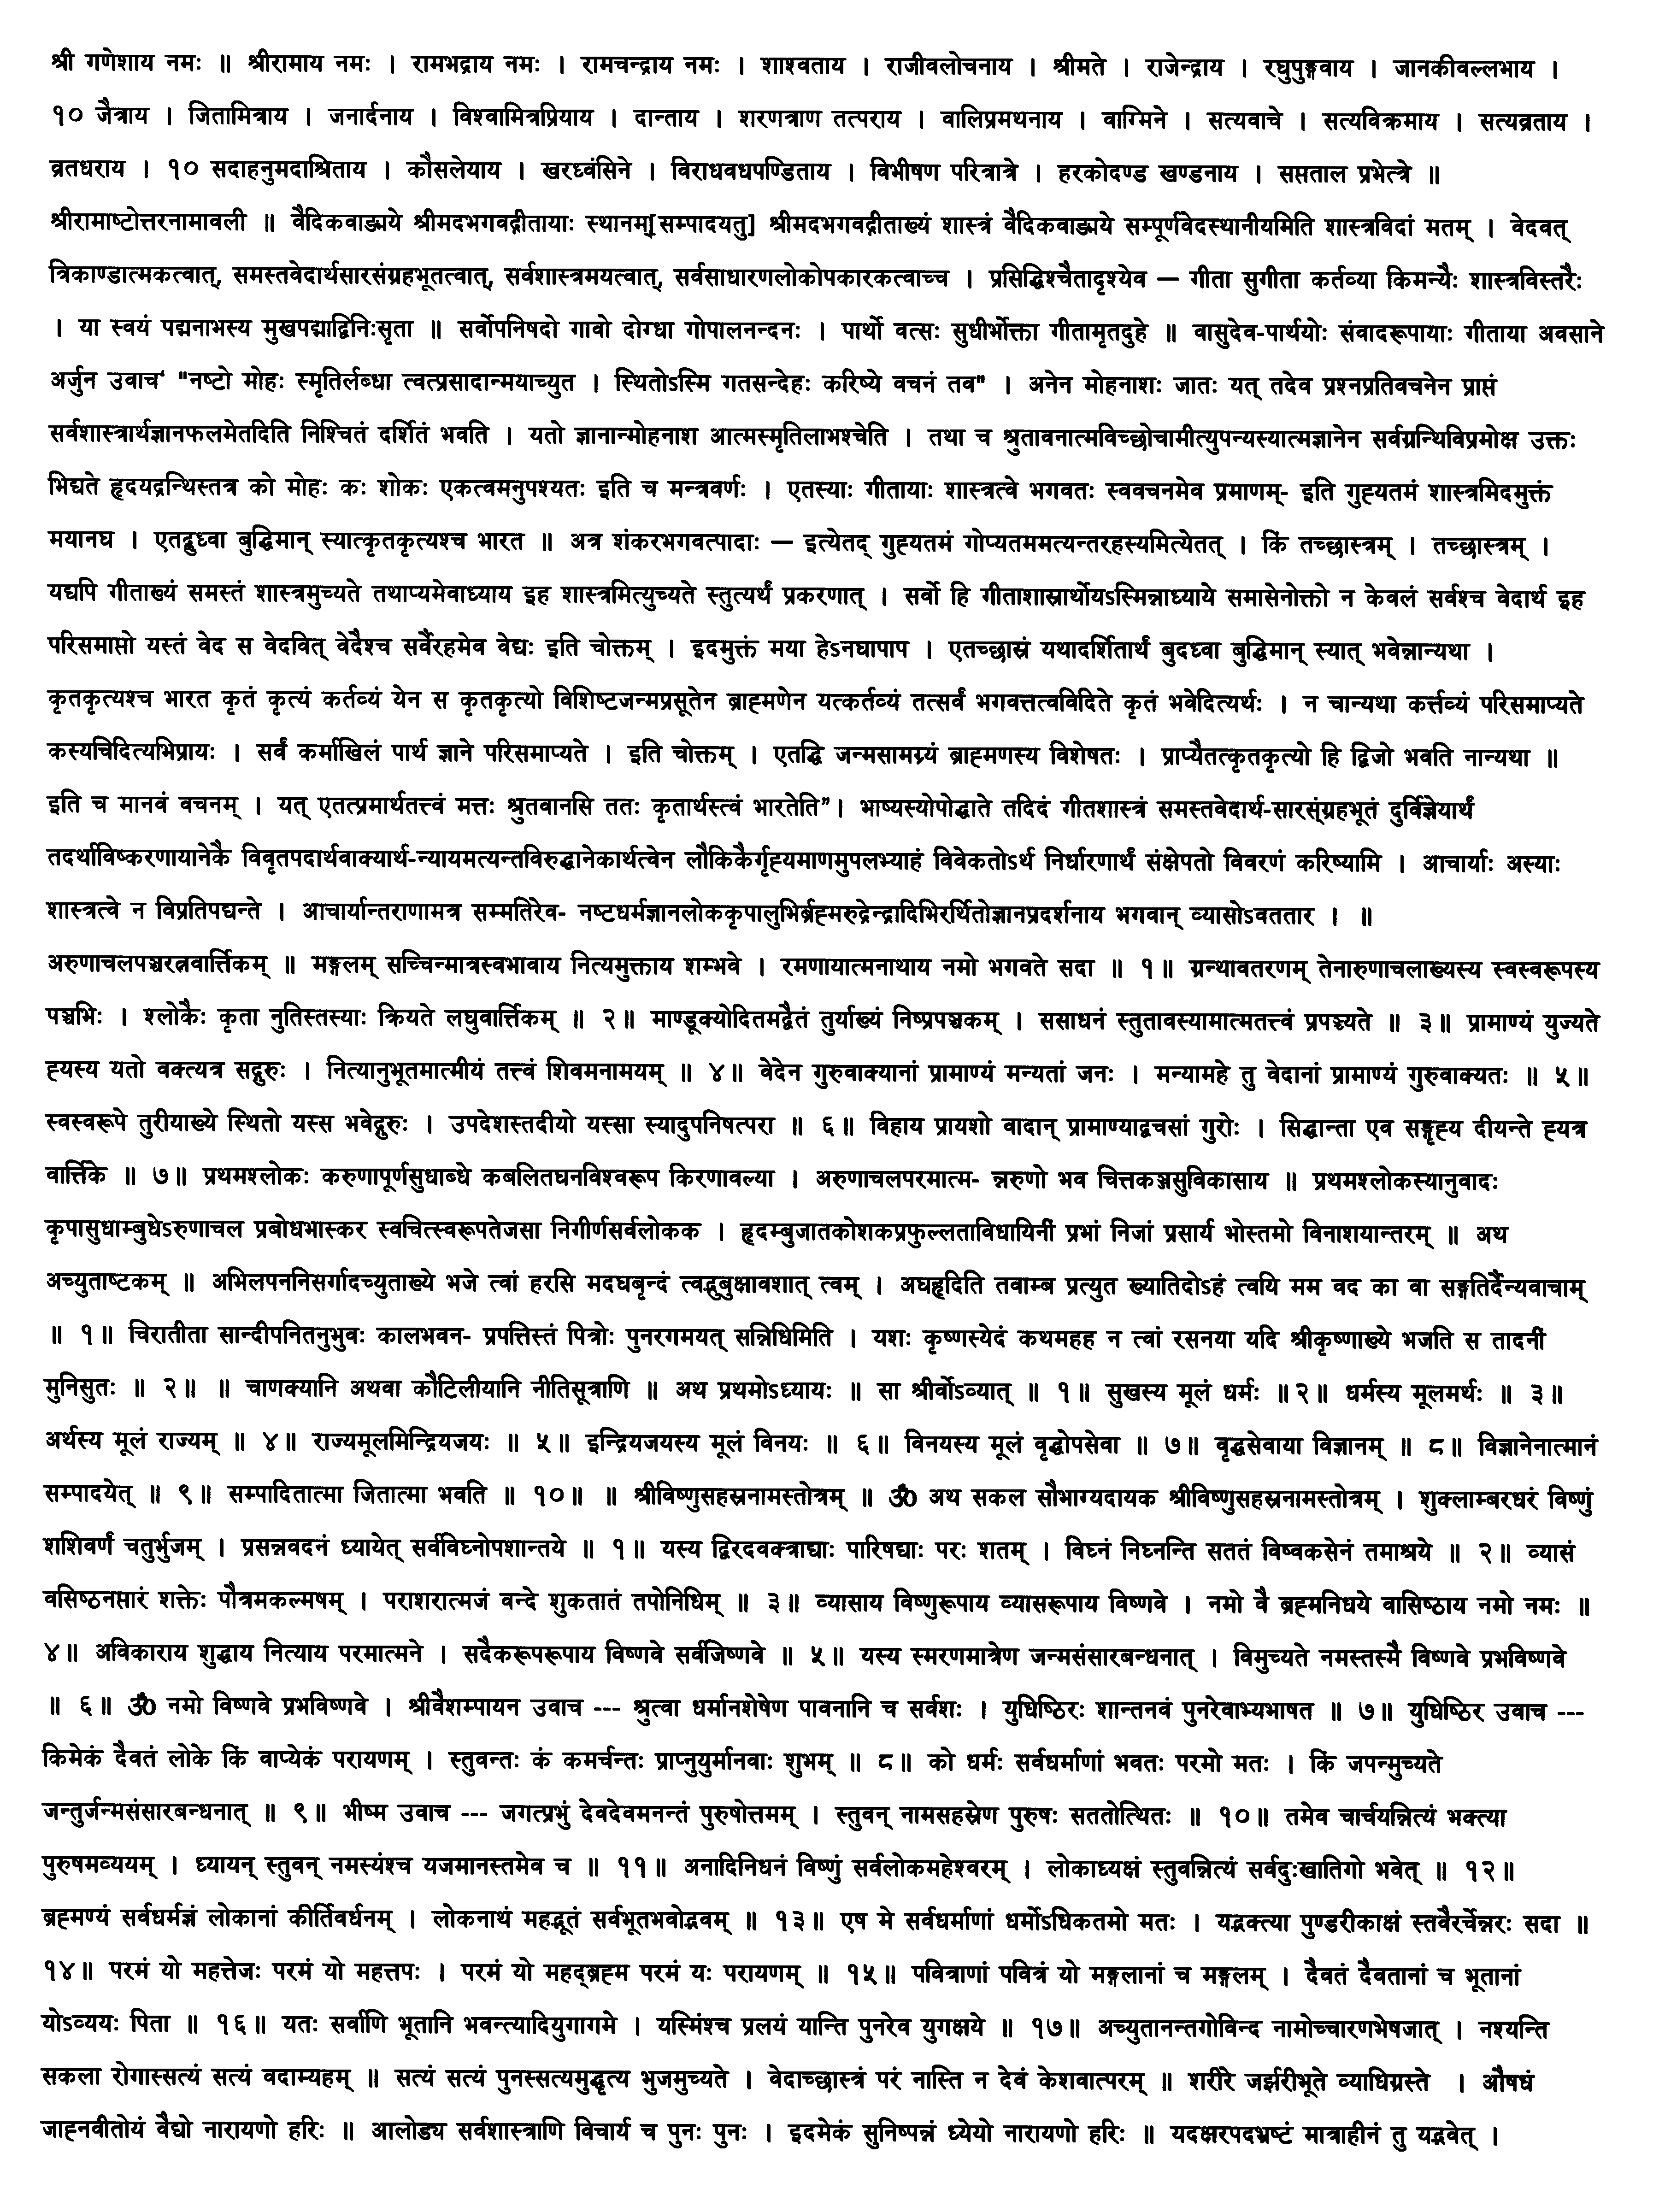 श्री गणेशाय नमः ॥ श्रीरामाय नमः । रामभद्राय नमः । रामचन्द्राय नमः । शाश्वताय । राजीवलोचनाय । श्रीमते । राजेन्द्राय । रघुपुङ्गवाय । जानकीवल्लभाय ।
१० जैत्राय । जितामित्राय । जनार्दनाय । विश्वामित्रप्रियाय । दान्ताय । शरणत्राण तत्पराय । वालिप्रमथनाय । वाग्मिने । सत्यवाचे । सत्यविक्रमाय । सत्यव्रताय ।
व्रतधराय । १० सदाहनुमदाश्रिताय । कौसलेयाय । खरध्वंसिने । विराधवधपण्डिताय । विभीषण परित्रात्रे । हरकोदण्ड खण्डनाय । सप्तताल प्रभेत्त्रे ॥
श्रीरामाष्टोत्तरनामावली ॥ वैदिकवाङ्मये श्रीमदभगवद्गीतायाः स्थानम्[सम्पादयतु] श्रीमदभगवद्गीताख्यं शास्त्रं वैदिकवाङ्मये सम्पूर्णवेदस्थानीयमिति शास्त्रविदां मतम् । वेदवत्
त्रिकाण्डात्मकत्वात्, समस्तवेदार्थसारसंग्रहभूतत्वात्, सर्वशास्त्रमयत्वात्, सर्वसाधारणलोकोपकारकत्वाच्च । प्रसिद्धिश्चैतादृश्येव — गीता सुगीता कर्तव्या किमन्यैः शास्त्रविस्तरैः
। या स्वयं पद्मनाभस्य मुखपद्माद्विनिःसृता ॥ सर्वोपनिषदो गावो दोग्धा गोपालनन्दनः । पार्थो वत्सः सुधीर्भोक्ता गीतामृतदुहे ॥ वासुदेव-पार्थयोः संवादरूपायाः गीताया अवसाने
अर्जुन उवाच‘ "नष्टो मोहः स्मृतिर्लब्धा त्वत्प्रसादान्मयाच्युत । स्थितोऽस्मि गतसन्देहः करिष्ये वचनं तव" । अनेन मोहनाशः जातः यत् तदेव प्रश्नप्रतिवचनेन प्राप्तं
सर्वशास्त्रार्थज्ञानफलमेतदिति निश्चितं दर्शितं भवति । यतो ज्ञानान्मोहनाश आत्मस्मृतिलाभश्चेति । तथा च श्रुतावनात्मविच्छोचामीत्युपन्यस्यात्मज्ञानेन सर्वग्रन्थिविप्रमोक्ष उक्तः
भिद्यते हृदयद्रन्थिस्तत्र को मोहः कः शोकः एकत्वमनुपश्यतः इति च मन्त्रवर्णः । एतस्याः गीतायाः शास्त्रत्वे भगवतः स्ववचनमेव प्रमाणम्- इति गुह्यतमं शास्त्रमिदमुक्तं
मयानघ । एतद्बुध्वा बुद्धिमान् स्यात्कृतकृत्यश्च भारत ॥ अत्र शंकरभगवत्पादाः — इत्येतद् गुह्यतमं गोप्यतममत्यन्तरहस्यमित्येतत् । किं तच्छास्त्रम् । तच्छास्त्रम् ।
यद्यपि गीताख्यं समस्तं शास्त्रमुच्यते तथाप्यमेवाध्याय इह शास्त्रमित्युच्यते स्तुत्यर्थं प्रकरणात् । सर्वो हि गीताशास्रार्थोयऽस्मिन्नाध्याये समासेनोक्तो न केवलं सर्वश्च वेदार्थ इह
परिसमाप्तो यस्तं वेद स वेदवित् वेदैश्च सर्वैरहमेव वेद्यः इति चोक्तम् । इदमुक्तं मया हेऽनघापाप । एतच्छास्रं यथादर्शितार्थं बुदध्वा बुद्धिमान् स्यात् भवेन्नान्यथा ।
कृतकृत्यश्च भारत कृतं कृत्यं कर्तव्यं येन स कृतकृत्यो विशिष्टजन्मप्रसूतेन ब्राह्मणेन यत्कर्तव्यं तत्सर्वं भगवत्तत्वविदिते कृतं भवेदित्यर्थः । न चान्यथा कर्त्तव्यं परिसमाप्यते
कस्यचिदित्यभिप्रायः । सर्वं कर्माखिलं पार्थ ज्ञाने परिसमाप्यते । इति चोक्तम् । एतद्धि जन्मसामग्र्यं ब्राह्मणस्य विशेषतः । प्राप्यैतत्कृतकृत्यो हि द्विजो भवति नान्यथा ॥
इति च मानवं वचनम् । यत् एतत्प्रमार्थतत्त्वं मत्तः श्रुतवानसि ततः कृतार्थस्त्वं भारतेति”। भाष्यस्योपोद्घाते तदिदं गीतशास्त्रं समस्तवेदार्थ-सारस्ंग्रहभूतं दुर्विज्ञेयार्थं
तदर्थाविष्करणायानेकै विवृतपदार्थवाक्यार्थ-न्यायमत्यन्तविरुद्धानेकार्थत्वेन लौकिकैर्गृह्यमाणमुपलभ्याहं विवेकतोऽर्थ निर्धारणार्थं संक्षेपतो विवरणं करिष्यामि । आचार्याः अस्याः
शास्त्रत्वे न विप्रतिपद्यन्ते । आचार्यान्तराणामत्र सम्मतिरेव- नष्टधर्मज्ञानलोककृपालुभिर्ब्रह्मरुद्रेन्द्रादिभिरर्थितोज्ञानप्रदर्शनाय भगवान् व्यासोऽवततार । ॥
अरुणाचलपञ्चरत्नवार्त्तिकम् ॥ मङ्गलम् सच्चिन्मात्रस्वभावाय नित्यमुक्ताय शम्भवे । रमणायात्मनाथाय नमो भगवते सदा ॥ १॥ ग्रन्थावतरणम् तेनारुणाचलाख्यस्य स्वस्वरूपस्य
पञ्चभिः । श्लोकैः कृता नुतिस्तस्याः क्रियते लघुवार्त्तिकम् ॥ २॥ माण्डूक्योदितमद्वैतं तुर्याख्यं निष्प्रपञ्चकम् । ससाधनं स्तुतावस्यामात्मतत्त्वं प्रपञ्च्यते ॥ ३॥ प्रामाण्यं युज्यते
ह्यस्य यतो वक्त्यत्र सद्गुरुः । नित्यानुभूतमात्मीयं तत्त्वं शिवमनामयम् ॥ ४॥ वेदेन गुरुवाक्यानां प्रामाण्यं मन्यतां जनः । मन्यामहे तु वेदानां प्रामाण्यं गुरुवाक्यतः ॥ ५॥
स्वस्वरूपे तुरीयाख्ये स्थितो यस्स भवेद्गुरुः । उपदेशस्तदीयो यस्सा स्यादुपनिषत्परा ॥ ६॥ विहाय प्रायशो वादान् प्रामाण्याद्वचसां गुरोः । सिद्धान्ता एव सङ्गृह्य दीयन्ते ह्यत्र
वार्त्तिके ॥ ७॥ प्रथमश्लोकः करुणापूर्णसुधाब्धे कबलितघनविश्वरूप किरणावल्या । अरुणाचलपरमात्म- न्नरुणो भव चित्तकञ्जसुविकासाय ॥ प्रथमश्लोकस्यानुवादः
कृपासुधाम्बुधेऽरुणाचल प्रबोधभास्कर स्वचित्स्वरूपतेजसा निगीर्णसर्वलोकक । हृदम्बुजातकोशकप्रफुल्लताविधायिनीं प्रभां निजां प्रसार्य भोस्तमो विनाशयान्तरम् ॥ अथ
अच्युताष्टकम् ॥ अभिलपननिसर्गादच्युताख्ये भजे त्वां हरसि मदघबृन्दं त्वद्भुबुक्षावशात् त्वम् । अघहृदिति तवाम्ब प्रत्युत ख्यातिदोऽहं त्वयि मम वद का वा सङ्गतिर्दैन्यवाचाम्
॥ १॥ चिरातीता सान्दीपनितनुभुवः कालभवन- प्रपत्तिस्तं पित्रोः पुनरगमयत् सन्निधिमिति । यशः कृष्णस्येदं कथमहह न त्वां रसनया यदि श्रीकृष्णाख्ये भजति स तादनीं
मुनिसुतः ॥ २॥ ॥ चाणक्यानि अथवा कौटिलीयानि नीतिसूत्राणि ॥ अथ प्रथमोऽध्यायः ॥ सा श्रीर्वोऽव्यात् ॥ १॥ सुखस्य मूलं धर्मः ॥२॥ धर्मस्य मूलमर्थः ॥ ३॥
अर्थस्य मूलं राज्यम् ॥ ४॥ राज्यमूलमिन्द्रियजयः ॥ ५॥ इन्द्रियजयस्य मूलं विनयः ॥ ६॥ विनयस्य मूलं वृद्धोपसेवा ॥ ७॥ वृद्धसेवाया विज्ञानम् ॥ ८॥ विज्ञानेनात्मानं
सम्पादयेत् ॥ ९॥ सम्पादितात्मा जितात्मा भवति ॥ १०॥ ॥ श्रीविष्णुसहस्रनामस्तोत्रम् ॥ ॐ अथ सकल सौभाग्यदायक श्रीविष्णुसहस्रनामस्तोत्रम् । शुक्लाम्बरधरं विष्णुं
शशिवर्णं चतुर्भुजम् । प्रसन्नवदनं ध्यायेत् सर्वविघ्नोपशान्तये ॥ १॥ यस्य द्विरदवक्त्राद्याः पारिषद्याः परः शतम् । विघ्नं निघ्नन्ति सततं विष्वकसेनं तमाश्रये ॥ २॥ व्यासं
वसिष्ठनप्तारं शक्तेः पौत्रमकल्मषम् । पराशरात्मजं वन्दे शुकतातं तपोनिधिम् ॥ ३॥ व्यासाय विष्णुरूपाय व्यासरूपाय विष्णवे । नमो वै ब्रह्मनिधये वासिष्ठाय नमो नमः ॥
४॥ अविकाराय शुद्धाय नित्याय परमात्मने । सदैकरूपरूपाय विष्णवे सर्वजिष्णवे ॥ ५॥ यस्य स्मरणमात्रेण जन्मसंसारबन्धनात् । विमुच्यते नमस्तस्मै विष्णवे प्रभविष्णवे
॥ ६॥ ॐ नमो विष्णवे प्रभविष्णवे । श्रीवैशम्पायन उवाच --- श्रुत्वा धर्मानशेषेण पावनानि च सर्वशः । युधिष्ठिरः शान्तनवं पुनरेवाभ्यभाषत ॥ ७॥ युधिष्ठिर उवाच ---
किमेकं दैवतं लोके किं वाप्येकं परायणम् । स्तुवन्तः कं कमर्चन्तः प्राप्नुयुर्मानवाः शुभम् ॥ ८॥ को धर्मः सर्वधर्माणां भवतः परमो मतः । किं जपन्मुच्यते
जन्तुर्जन्मसंसारबन्धनात् ॥ ९॥ भीष्म उवाच --- जगत्प्रभुं देवदेवमनन्तं पुरुषोत्तमम् । स्तुवन् नामसहस्रेण पुरुषः सततोत्थितः ॥ १०॥ तमेव चार्चयन्नित्यं भक्त्या
पुरुषमव्ययम् । ध्यायन् स्तुवन् नमस्यंश्च यजमानस्तमेव च ॥ ११॥ अनादिनिधनं विष्णुं सर्वलोकमहेश्वरम् । लोकाध्यक्षं स्तुवन्नित्यं सर्वदुःखातिगो भवेत् ॥ १२॥
ब्रह्मण्यं सर्वधर्मज्ञं लोकानां कीर्तिवर्धनम् । लोकनाथं महद्भूतं सर्वभूतभवोद्भवम् ॥ १३॥ एष मे सर्वधर्माणां धर्मोऽधिकतमो मतः । यद्भक्त्या पुण्डरीकाक्षं स्तवैरर्चेन्नरः सदा ॥
१४॥ परमं यो महत्तेजः परमं यो महत्तपः । परमं यो महद्ब्रह्म परमं यः परायणम् ॥ १५॥ पवित्राणां पवित्रं यो मङ्गलानां च मङ्गलम् । दैवतं दैवतानां च भूतानां
योऽव्ययः पिता ॥ १६॥ यतः सर्वाणि भूतानि भवन्त्यादियुगागमे । यस्मिंश्च प्रलयं यान्ति पुनरेव युगक्षये ॥ १७॥ अच्युतानन्तगोविन्द नामोच्चारणभेषजात् । नश्यन्ति
सकला रोगास्सत्यं सत्यं वदाम्यहम् ॥ सत्यं सत्यं पुनस्सत्यमुद्धृत्य भुजमुच्यते । वेदाच्छास्त्रं परं नास्ति न देवं केशवात्परम् ॥ शरीरे जर्झरीभूते व्याधिग्रस्ते । औषधं
जाह्नवीतोयं वैद्यो नारायणो हरिः ॥ आलोड्य सर्वशास्त्राणि विचार्य च पुनः पुनः । इदमेकं सुनिष्पन्नं ध्येयो नारायणो हरिः ॥ यदक्षरपदभ्रष्टं मात्राहीनं तु यद्भवेत् ।